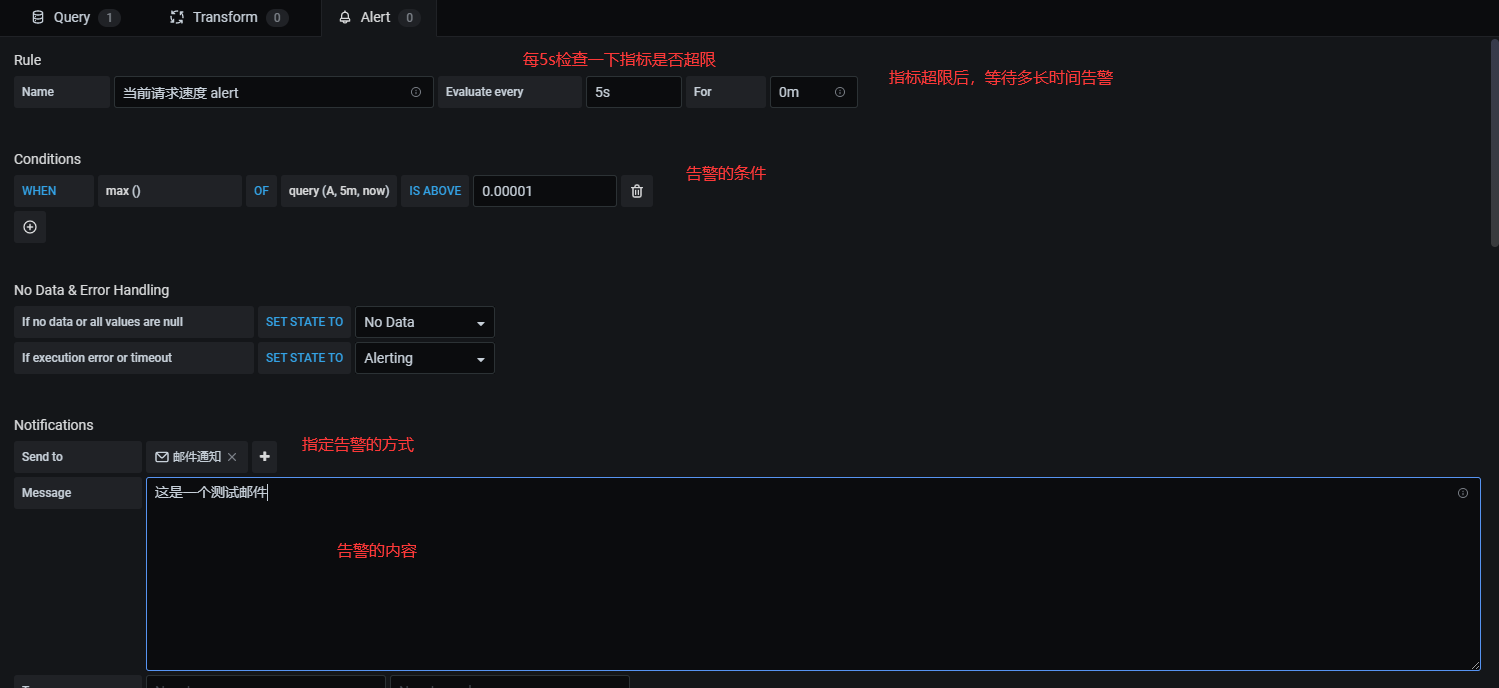 Query 1 Transform 0 Alert 0
每5s检查一下指标是否超限
Rule
指标超限后，等待多长时间告警
Name 当前请求速度 alert Evaluate every 5s For 0m
Conditions
告警的条件
WHEN max () OF query (A, 5m, now) IS ABOVE 0.00001
No Data & Error Handling
If no data or all values are null SET STATE TO No Data
If execution error or timeout SET STATE TO Alerting
Notifications
指定告警的方式
Send to 邮件通知
Message 这是一个测试邮件
告警的内容